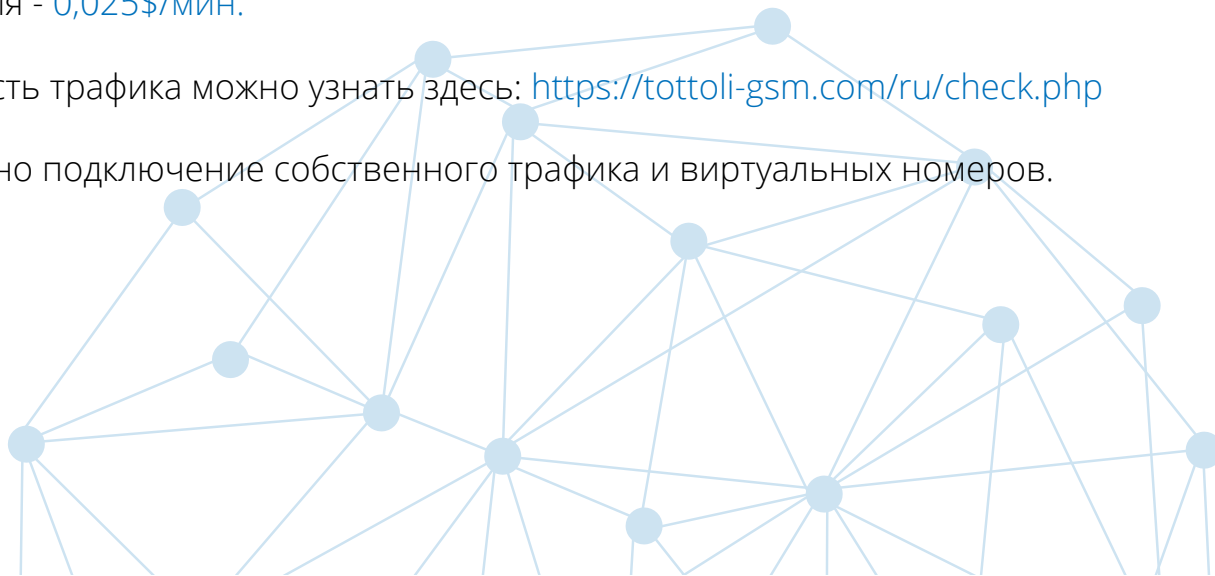 ия - 0,025$/мин.
сть трафика можно узнать здесь: https://tottoli-gsm.com/ru/check.php
но подключение собственного трафика и виртуальных номеров.